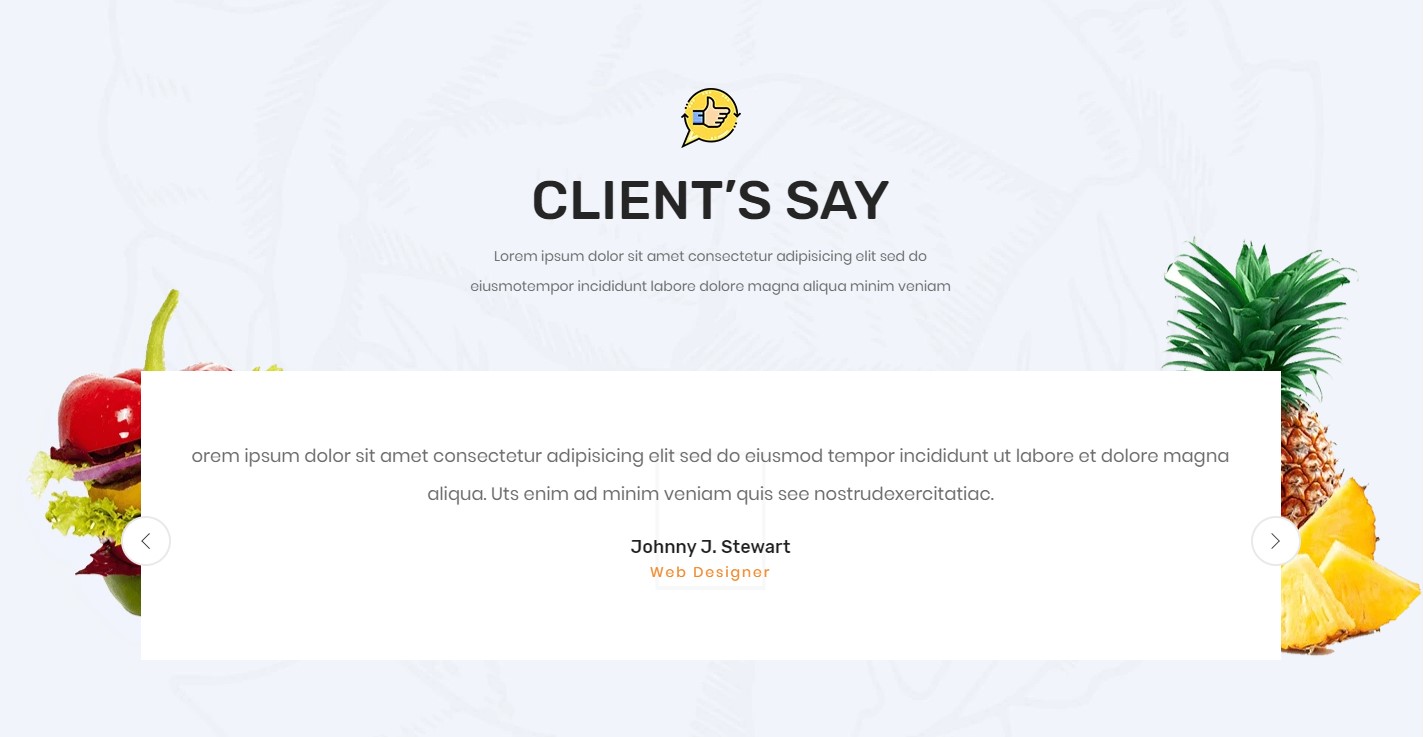 CLIENT’S SAY
Lorem ipsum dolor sit amet consectetur adipisicing elit sed do
eiusmotempor incididunt labore dolore magna aliqua minim veniam
orem ipsum dolor sit amet consectetur adipisicing elit sed do eiusmod tempor incididunt ut labore et dolore magna
aliqua. Uts enim ad minim veniam quis see nostrudexercitatiac.
Johnny J. Stewart
Web Designer